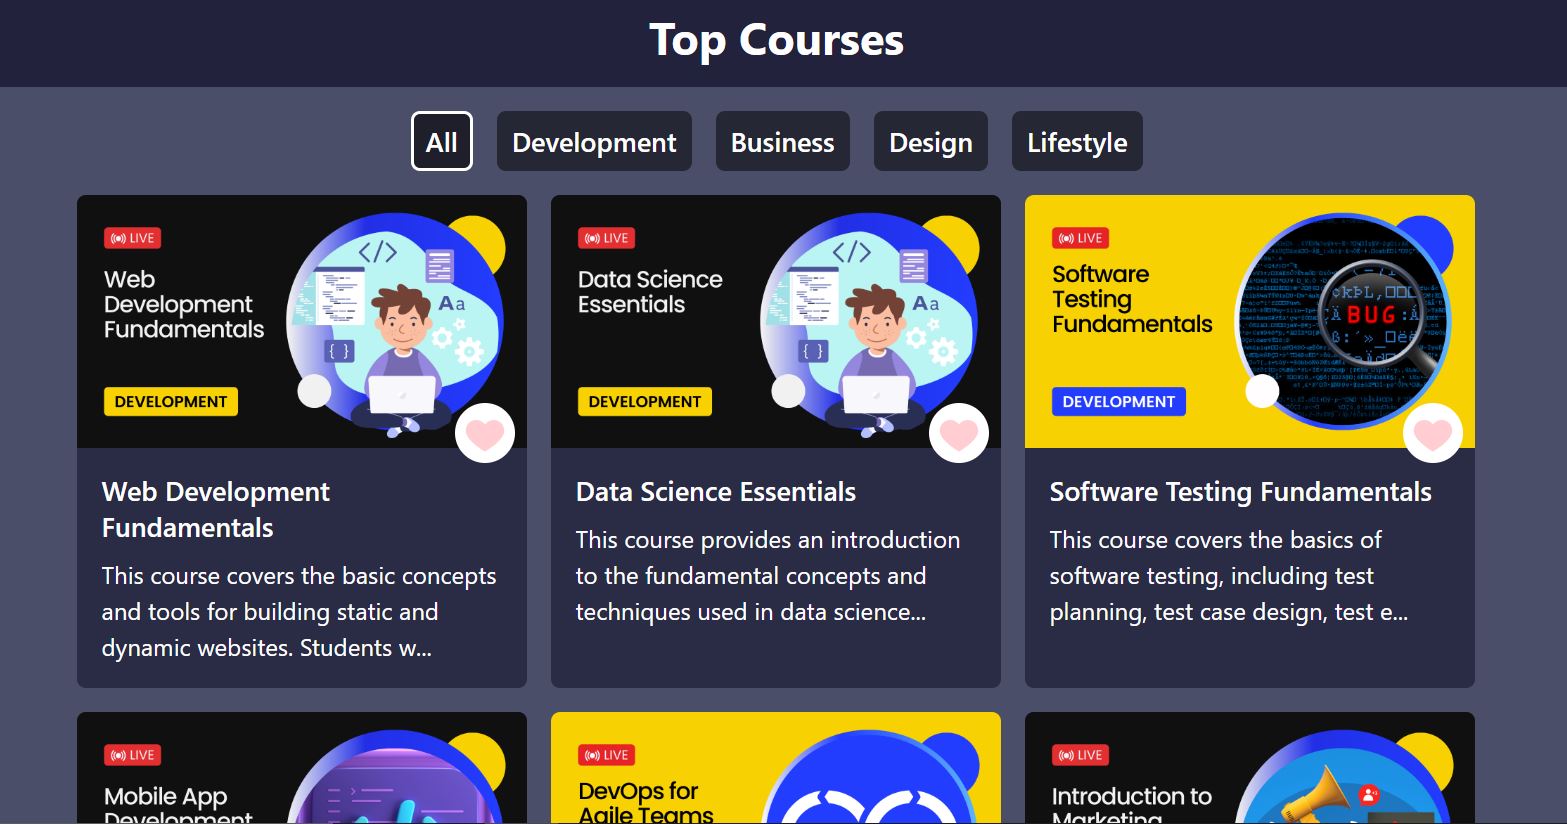 Top Courses
All
Development
Business
Design
Lifestyle
LIVE
Web
Development
Fundamentals
</>
Aa
{ }
DEVELOPMENT
Web Development
Fundamentals
This course covers the basic concepts
and tools for building static and
dynamic websites. Students w...
LIVE
Data Science
Essentials
</>
Aa
{ }
DEVELOPMENT
Data Science Essentials
This course provides an introduction
to the fundamental concepts and
techniques used in data science...
LIVE
Software
Testing
Fundamentals
BUG
DEVELOPMENT
Software Testing Fundamentals
This course covers the basics of
software testing, including test
planning, test case design, test e...
LIVE
Mobile App
Development
LIVE
DevOps for
Agile Teams
LIVE
Introduction to
Marketing